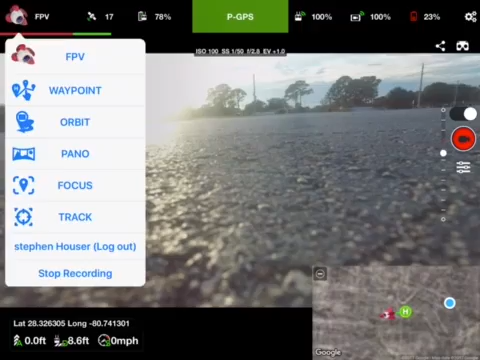 FPV 17 78% P-GPS 100% 100% 23%
ISO 100 SS 1/50 f/2.8 EV +1.0
FPV
WAYPOINT
ORBIT
PANO
FOCUS
TRACK
stephen Houser (Log out)
Stop Recording
H
Lat 28.326305 Long -80.741301
0.0ft 8.6ft 0mph
Google